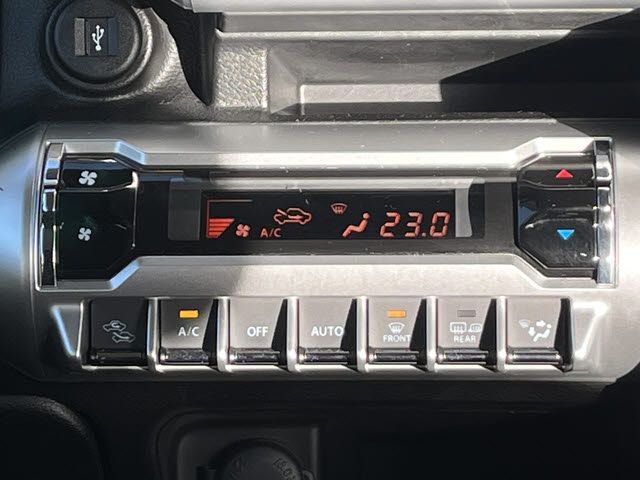 A/C 23.0
A/C OFF AUTO FRONT REAR